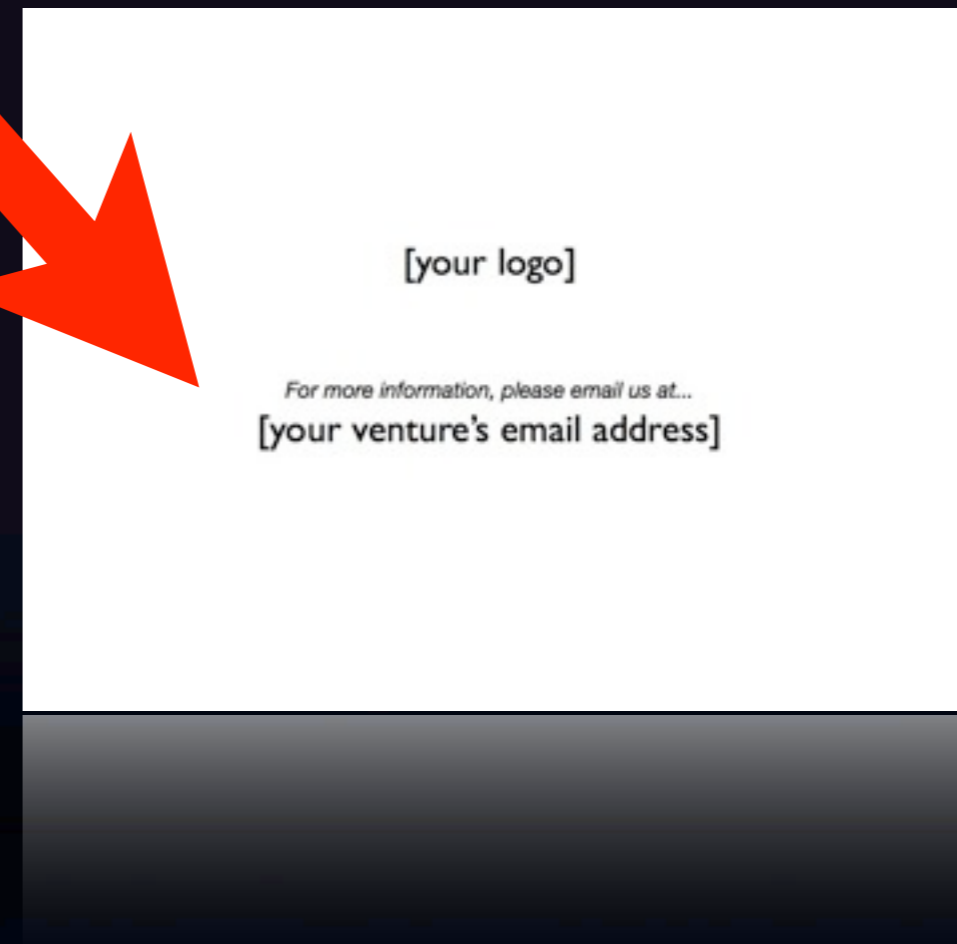 [your logo]
For more information, please email us at...
[your venture's email address]